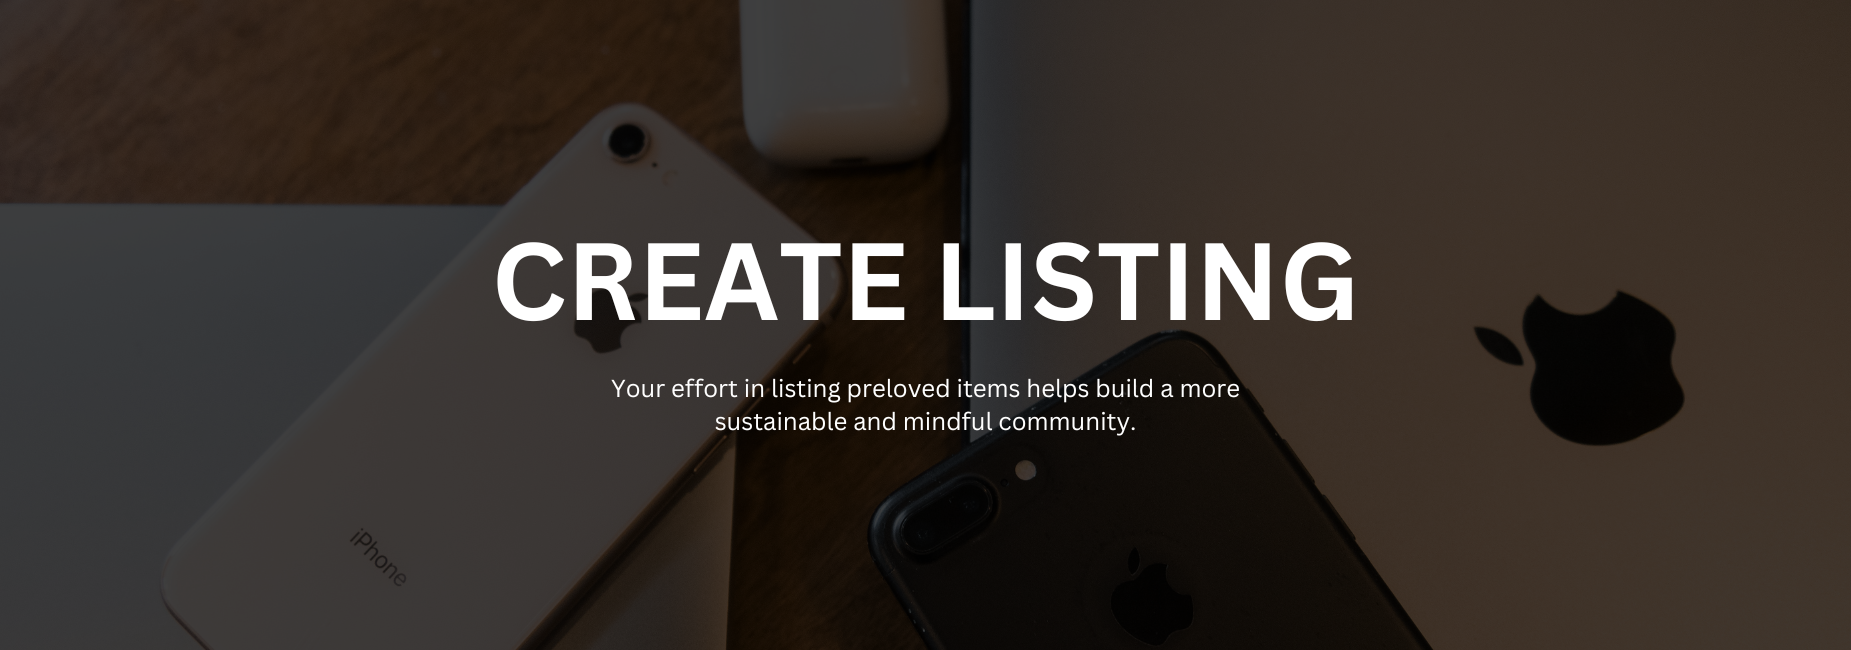 CREATE LISTING
Your effort in listing preloved items helps build a more
sustainable and mindful community.
iPhone